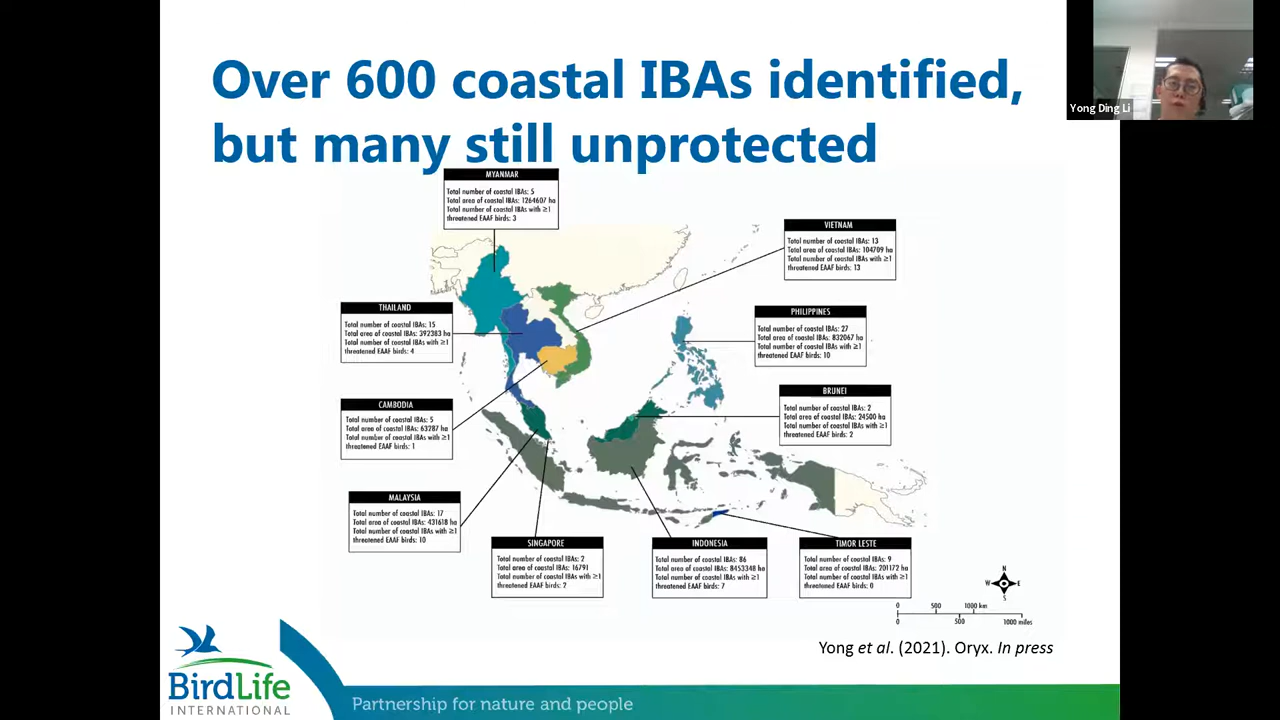 Over 600 coastal IBAs identified,
but many still unprotected
Yong Ding Li
MYANMAR
Total number of coastal IBAs: 5
Total area of coastal IBAs: 1264607 ha
Total number of coastal IBAs with ≥1
threatened EAAF birds: 3
VIETNAM
Total number of coastal IBAs: 13
Total area of coastal IBAs: 104709 ha
Total number of coastal IBAs with ≥1
threatened EAAF birds: 13
THAILAND
Total number of coastal IBAs: 15
Total area of coastal IBAs: 392383 ha
Total number of coastal IBAs with ≥1
threatened EAAF birds: 4
PHILIPPINES
Total number of coastal IBAs: 27
Total area of coastal IBAs: 832067 ha
Total number of coastal IBAs with ≥1
threatened EAAF birds: 10
CAMBODIA
Total number of coastal IBAs: 5
Total area of coastal IBAs: 63287 ha
Total number of coastal IBAs with ≥1
threatened EAAF birds: 1
BRUNEI
Total number of coastal IBAs: 2
Total area of coastal IBAs: 24500 ha
Total number of coastal IBAs with ≥1
threatened EAAF birds: 2
MALAYSIA
Total number of coastal IBAs: 17
Total area of coastal IBAs: 431618 ha
Total number of coastal IBAs with ≥1
threatened EAAF birds: 10
SINGAPORE
Total number of coastal IBAs: 2
Total area of coastal IBAs: 16791
Total number of coastal IBAs with ≥1
threatened EAAF birds: 2
INDONESIA
Total number of coastal IBAs: 86
Total area of coastal IBAs: 8453348 ha
Total number of coastal IBAs with ≥1
threatened EAAF birds: 7
TIMOR LESTE
Total number of coastal IBAs: 9
Total area of coastal IBAs: 201172 ha
Total number of coastal IBAs with ≥1
threatened EAAF birds: 0
N
W E
S
0 500 1000 km
0 500 1000 miles
Yong et al. (2021). Oryx. In press
BirdLife
INTERNATIONAL
Partnership for nature and people